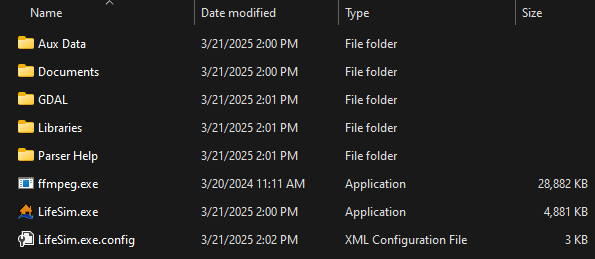 Name Date modified Type Size
Aux Data 3/21/2025 2:00 PM File folder
Documents 3/21/2025 2:00 PM File folder
GDAL 3/21/2025 2:01 PM File folder
Libraries 3/21/2025 2:01 PM File folder
Parser Help 3/21/2025 2:01 PM File folder
ffmpeg.exe 3/20/2024 11:11 AM Application 28,882 KB
LifeSim.exe 3/21/2025 2:00 PM Application 4,881 KB
LifeSim.exe.config 3/21/2025 2:02 PM XML Configuration File 3 KB